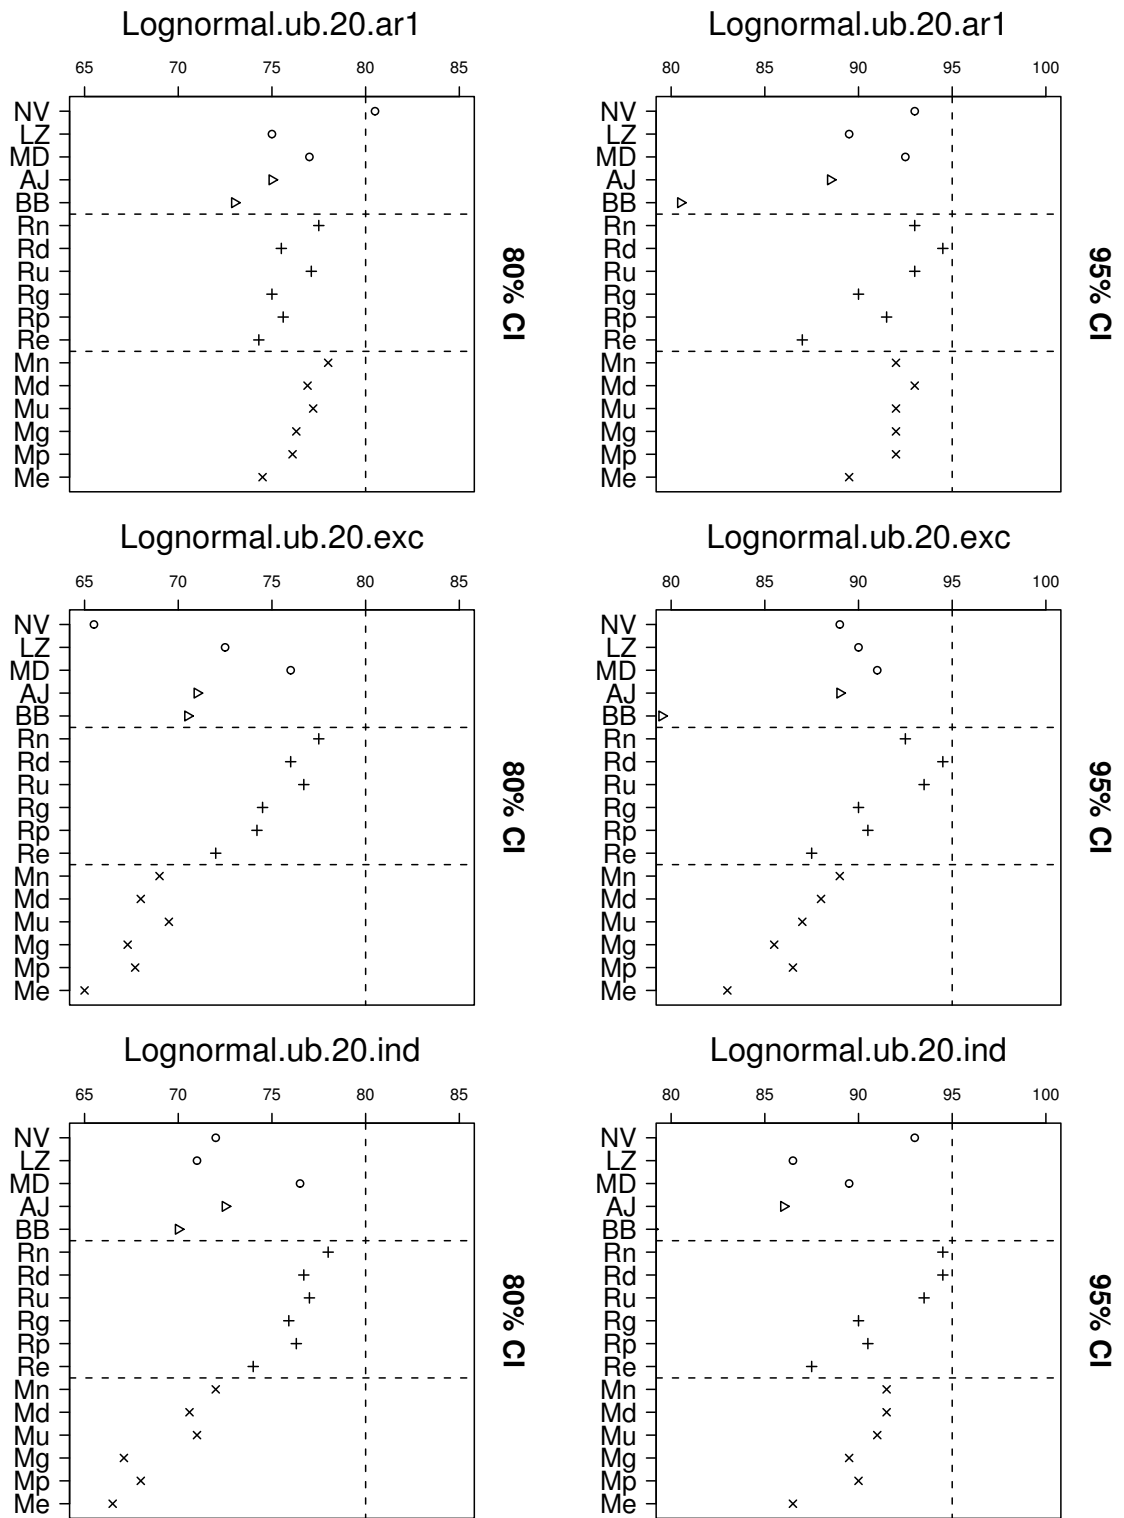 Lognormal.ub.20.ar1
65 70 75 80 85
NV
LZ
MD
AJ
BB
Rn
Rd
Ru
Rg
Rp
Re
Mn
Md
Mu
Mg
Mp
Me
80% CI
Lognormal.ub.20.ar1
80 85 90 95 100
NV
LZ
MD
AJ
BB
Rn
Rd
Ru
Rg
Rp
Re
Mn
Md
Mu
Mg
Mp
Me
95% CI
Lognormal.ub.20.exc
65 70 75 80 85
NV
LZ
MD
AJ
BB
Rn
Rd
Ru
Rg
Rp
Re
Mn
Md
Mu
Mg
Mp
Me
80% CI
Lognormal.ub.20.exc
80 85 90 95 100
NV
LZ
MD
AJ
BB
Rn
Rd
Ru
Rg
Rp
Re
Mn
Md
Mu
Mg
Mp
Me
95% CI
Lognormal.ub.20.ind
65 70 75 80 85
NV
LZ
MD
AJ
BB
Rn
Rd
Ru
Rg
Rp
Re
Mn
Md
Mu
Mg
Mp
Me
80% CI
Lognormal.ub.20.ind
80 85 90 95 100
NV
LZ
MD
AJ
BB
Rn
Rd
Ru
Rg
Rp
Re
Mn
Md
Mu
Mg
Mp
Me
95% CI